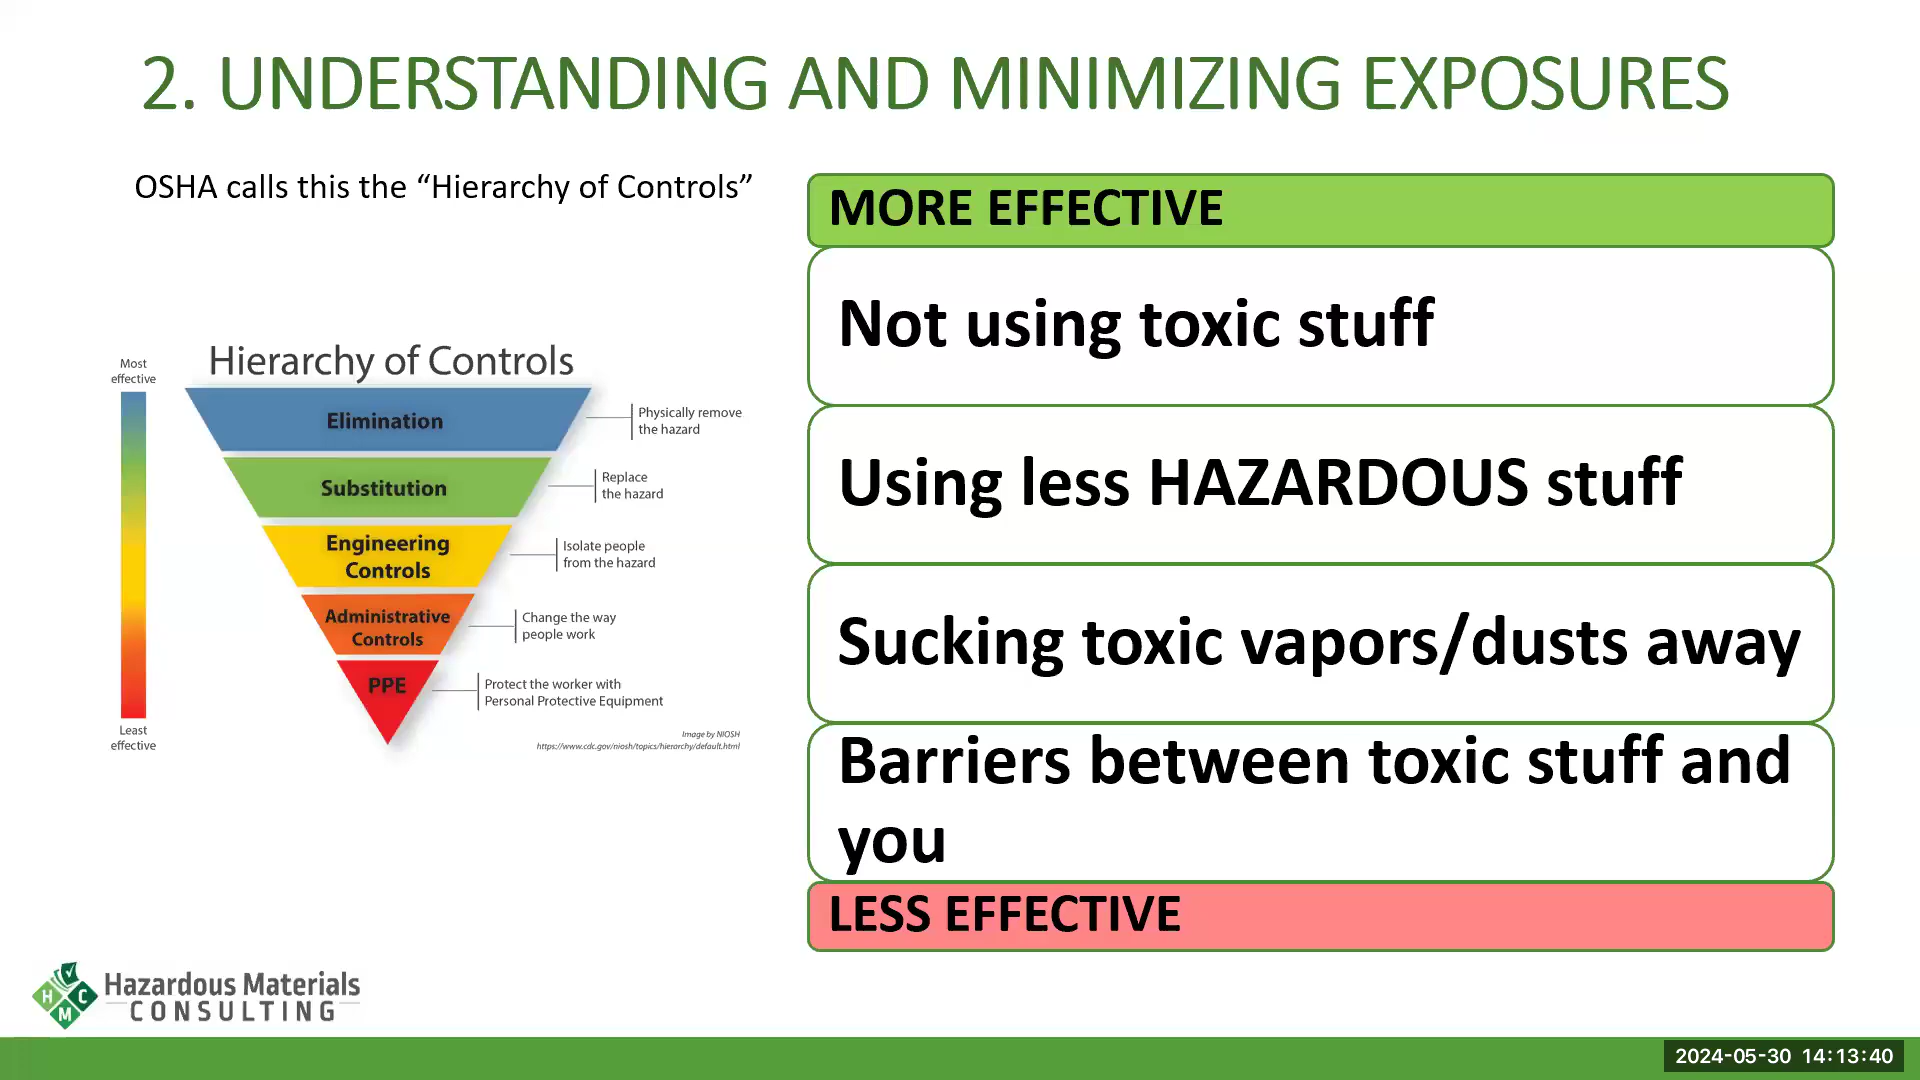 2. UNDERSTANDING AND MINIMIZING EXPOSURES
OSHA calls this the “Hierarchy of Controls”
Hierarchy of Controls
Most
effective
Elimination
Physically remove
the hazard
Substitution
Replace
the hazard
Engineering
Controls
Isolate people
from the hazard
Administrative
Controls
Change the way
people work
PPE
Protect the worker with
Personal Protective Equipment
Least
effective
Image by NIOSH
https://www.cdc.gov/niosh/topics/hierarchy/default.html
MORE EFFECTIVE
Not using toxic stuff
Using less HAZARDOUS stuff
Sucking toxic vapors/dusts away
Barriers between toxic stuff and
you
LESS EFFECTIVE
H C
M
Hazardous Materials
CONSULTING
2024-05-30 14:13:40